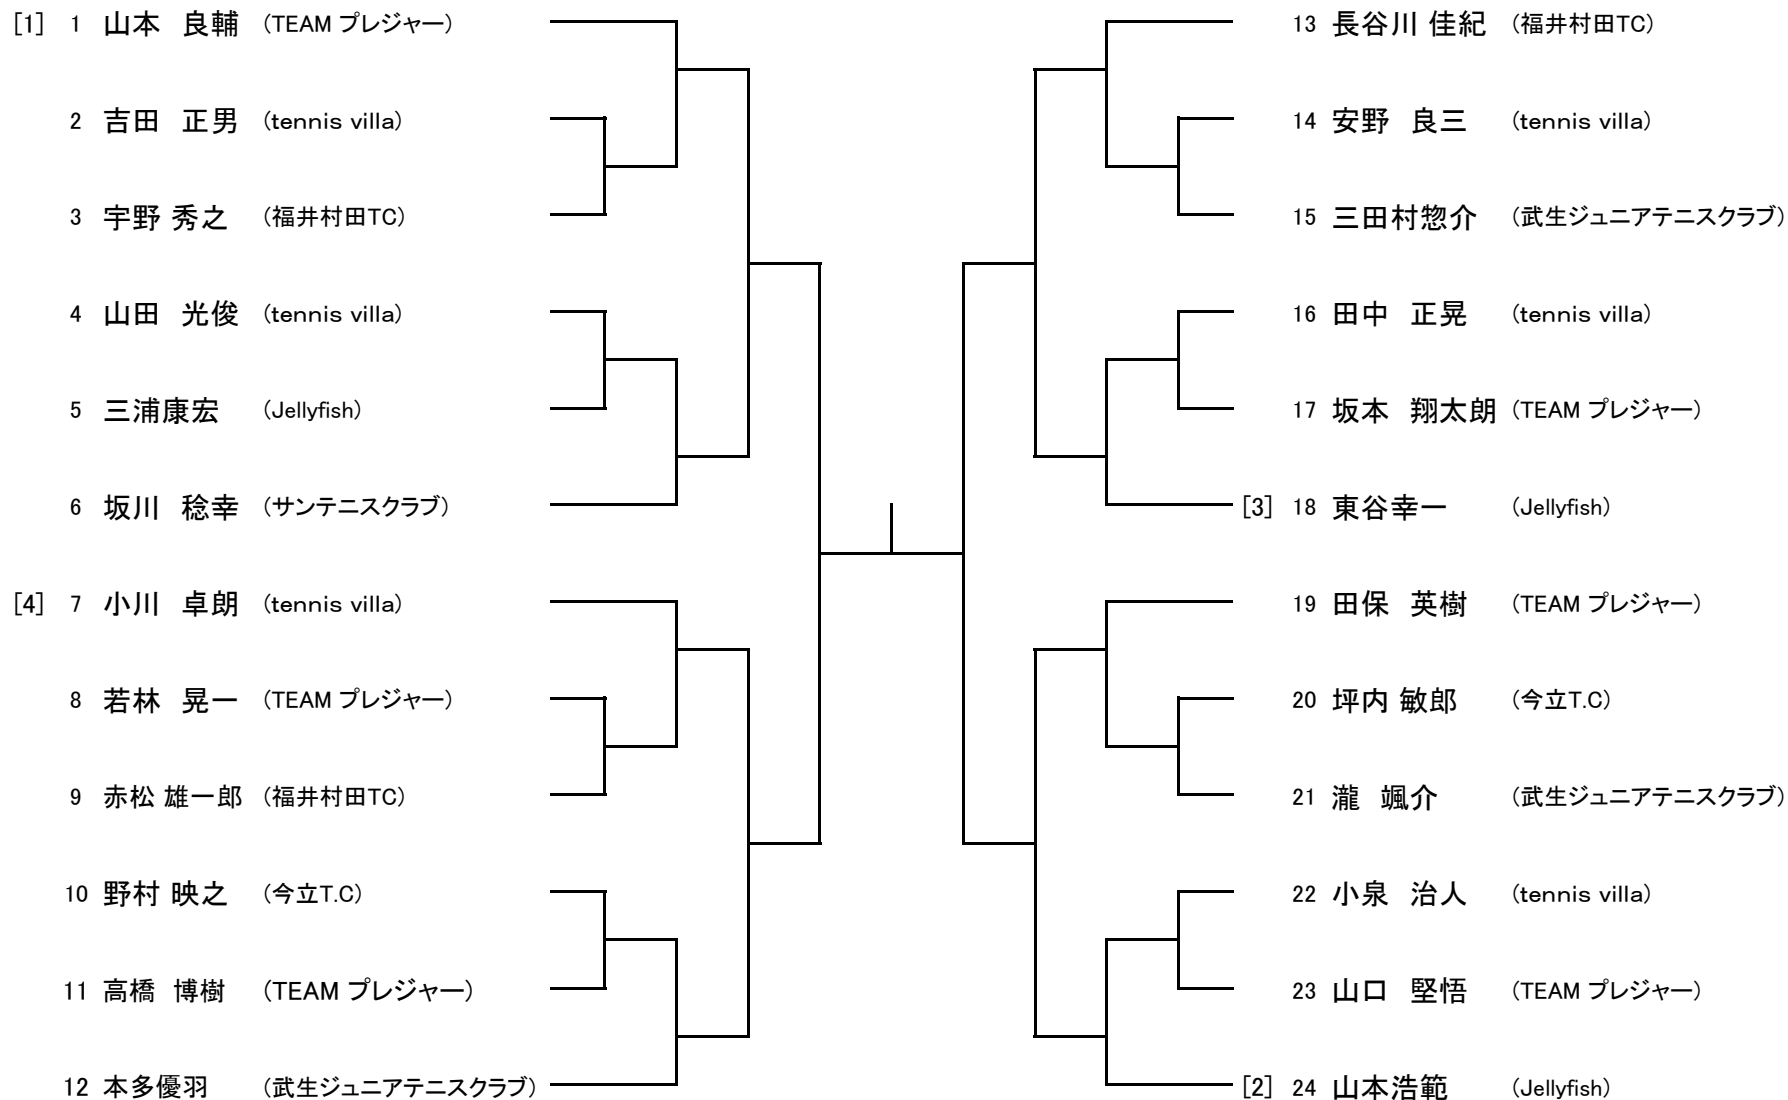 [1] 1 山本 良輔 (TEAM プレジャー)
2 吉田 正男 (tennis villa)
3 宇野 秀之 (福井村田TC)
4 山田 光俊 (tennis villa)
5 三浦康宏 (Jellyfish)
6 坂川 稔幸 (サンテニスクラブ)
[4] 7 小川 卓朗 (tennis villa)
8 若林 晃一 (TEAM プレジャー)
9 赤松 雄一郎 (福井村田TC)
10 野村 映之 (今立T.C)
11 高橋 博樹 (TEAM プレジャー)
12 本多優羽 (武生ジュニアテニスクラブ)
13 長谷川 佳紀 (福井村田TC)
14 安野 良三 (tennis villa)
15 三田村惣介 (武生ジュニアテニスクラブ)
16 田中 正晃 (tennis villa)
17 坂本 翔太朗 (TEAM プレジャー)
[3] 18 東谷幸一 (Jellyfish)
19 田保 英樹 (TEAM プレジャー)
20 坪内 敏郎 (今立T.C)
21 瀧 颯介 (武生ジュニアテニスクラブ)
22 小泉 治人 (tennis villa)
23 山口 堅悟 (TEAM プレジャー)
[2] 24 山本浩範 (Jellyfish)